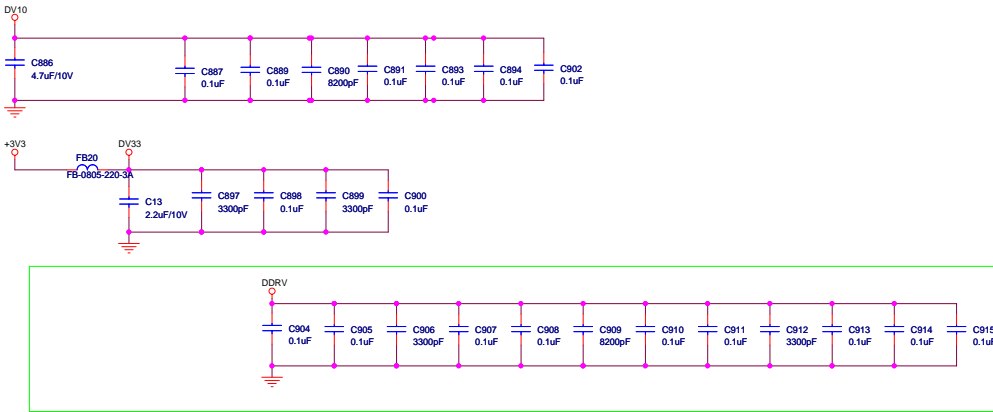 DV10
C886
4.7uF/10V
C887
0.1uF
C889
0.1uF
C890
8200pF
C891
0.1uF
C893
0.1uF
C894
0.1uF
C902
0.1uF
+3V3
DV33
FB20
FB-0805-220-3A
C13
2.2uF/10V
C897
3300pF
C898
0.1uF
C899
3300pF
C900
0.1uF
DDRV
C904
0.1uF
C905
0.1uF
C906
3300pF
C907
0.1uF
C908
0.1uF
C909
8200pF
C910
0.1uF
C911
0.1uF
C912
3300pF
C913
0.1uF
C914
0.1uF
C915
0.1uF